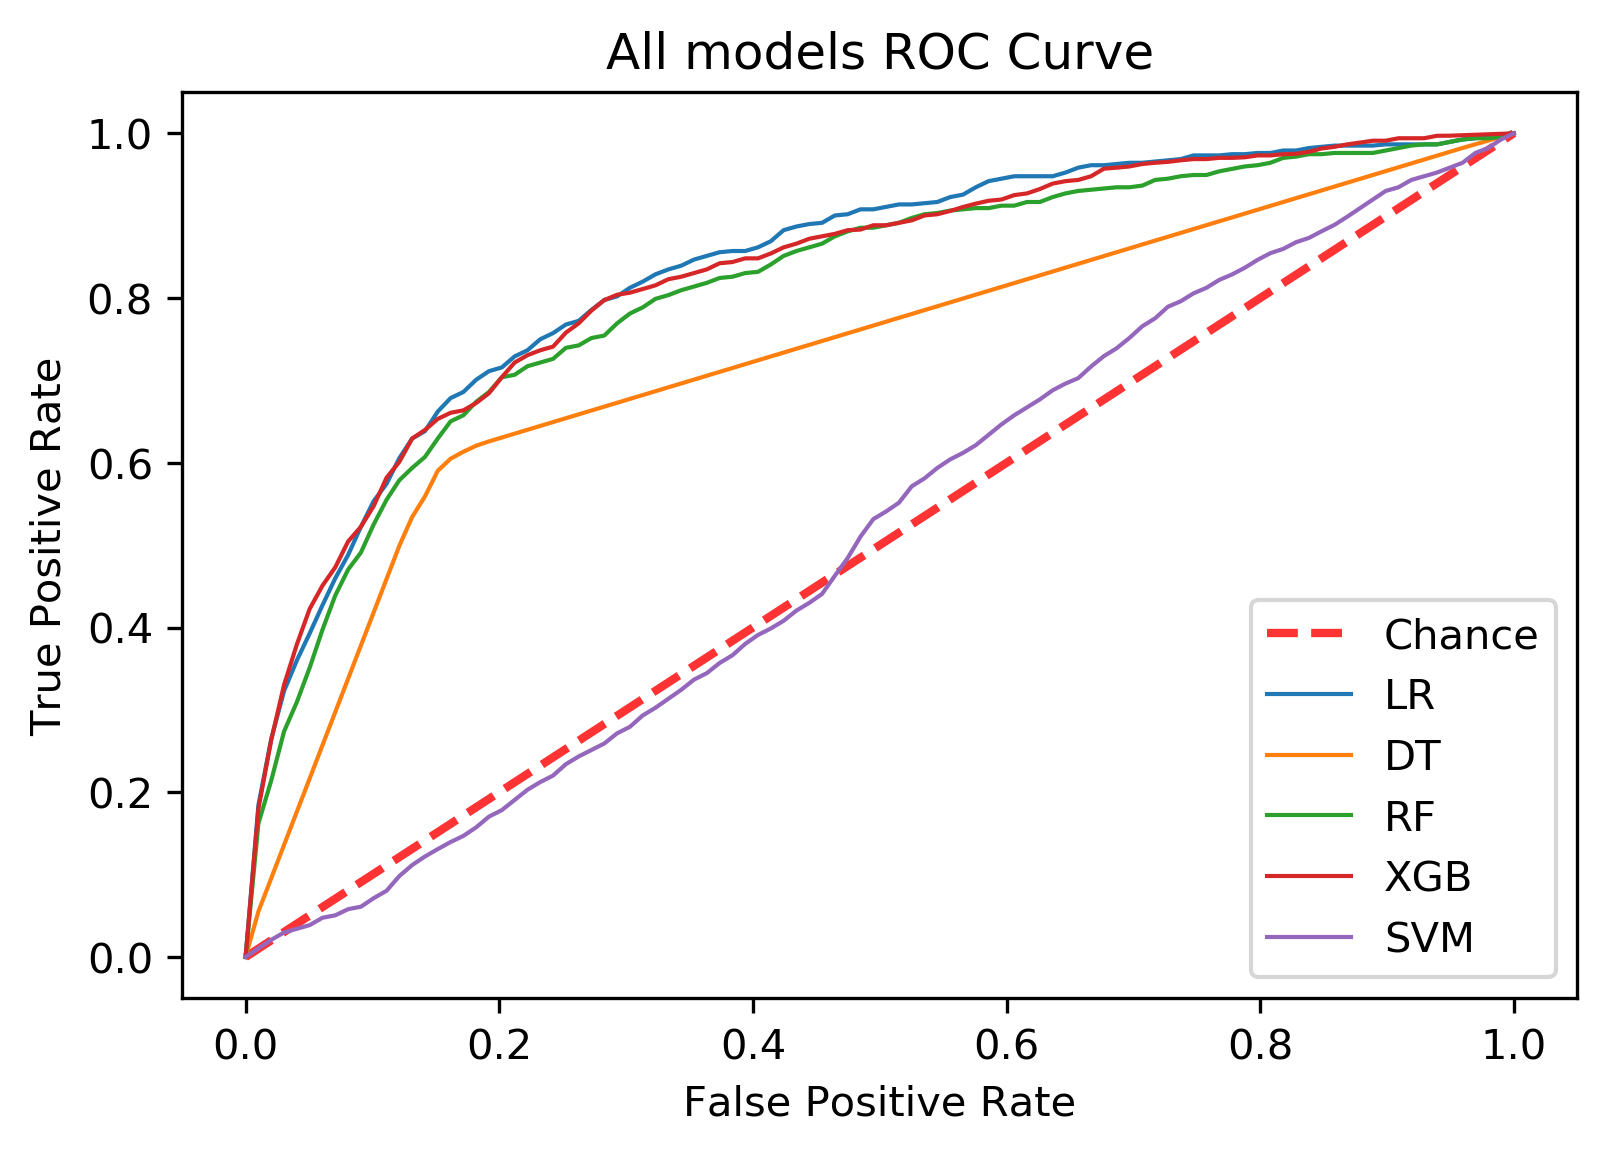 All models ROC Curve
True Positive Rate
1.0
0.8
0.6
0.4
0.2
0.0
Chance
LR
DT
RF
XGB
SVM
0.0 0.2 0.4 0.6 0.8 1.0
False Positive Rate